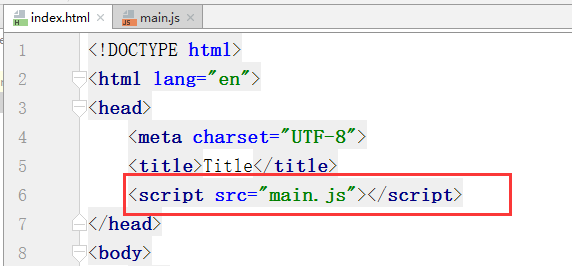 index.html main.js
1 <!DOCTYPE html>
2 <html lang="en">
3 <head>
4 <meta charset="UTF-8">
5 <title>Title</title>
6 <script src="main.js"></script>
7 </head>
8 <body>